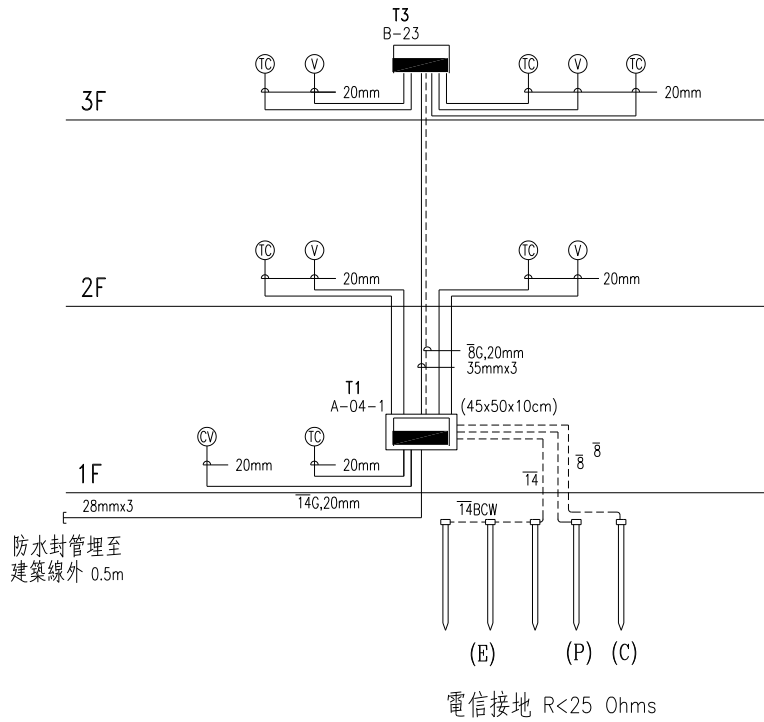 T3
B-23
TC
V
TC
V
TC
20mm
20mm
3F
TC
V
TC
V
20mm
20mm
2F
8G,20mm
35mmx3
T1
A-04-1
(45x50x10cm)
CV
TC
20mm
20mm
1F
8
8
14
28mmx3
14G,20mm
14BCW
防水封管埋至
建築線外 0.5m
(E)
(P)
(C)
電信接地 R<25 Ohms